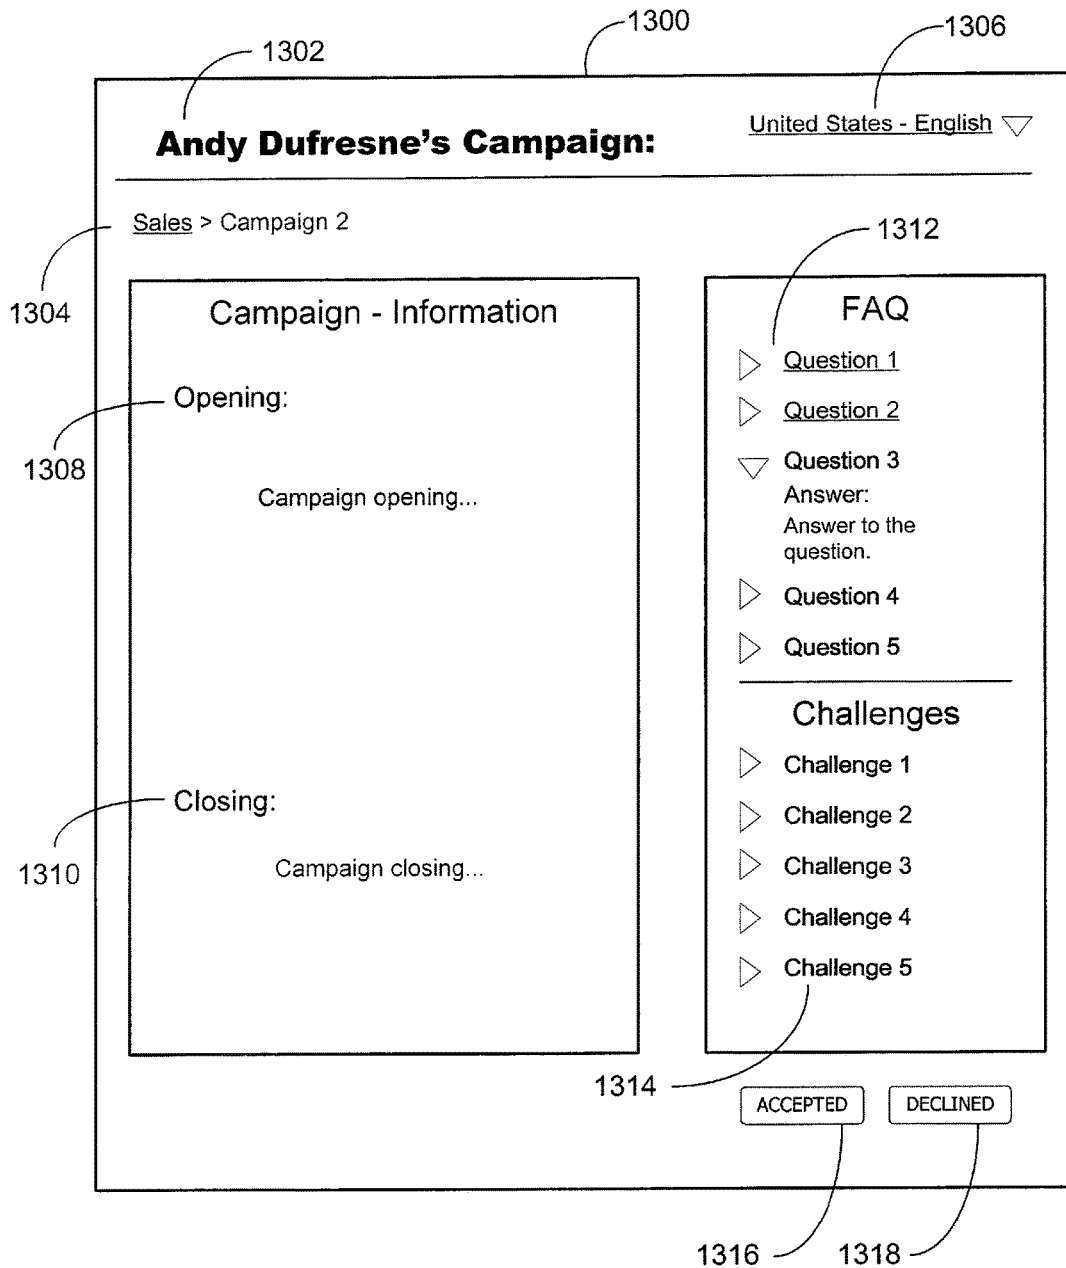 1300
1302
1306
Andy Dufresne's Campaign:
United States - English
Sales > Campaign 2
1304
1312
Campaign - Information
Opening:
1308
Campaign opening...
Closing:
1310
Campaign closing...
FAQ
Question 1
Question 2
Question 3
Answer:
Answer to the
question.
Question 4
Question 5
Challenges
Challenge 1
Challenge 2
Challenge 3
Challenge 4
Challenge 5
1314
ACCEPTED
DECLINED
1316
1318